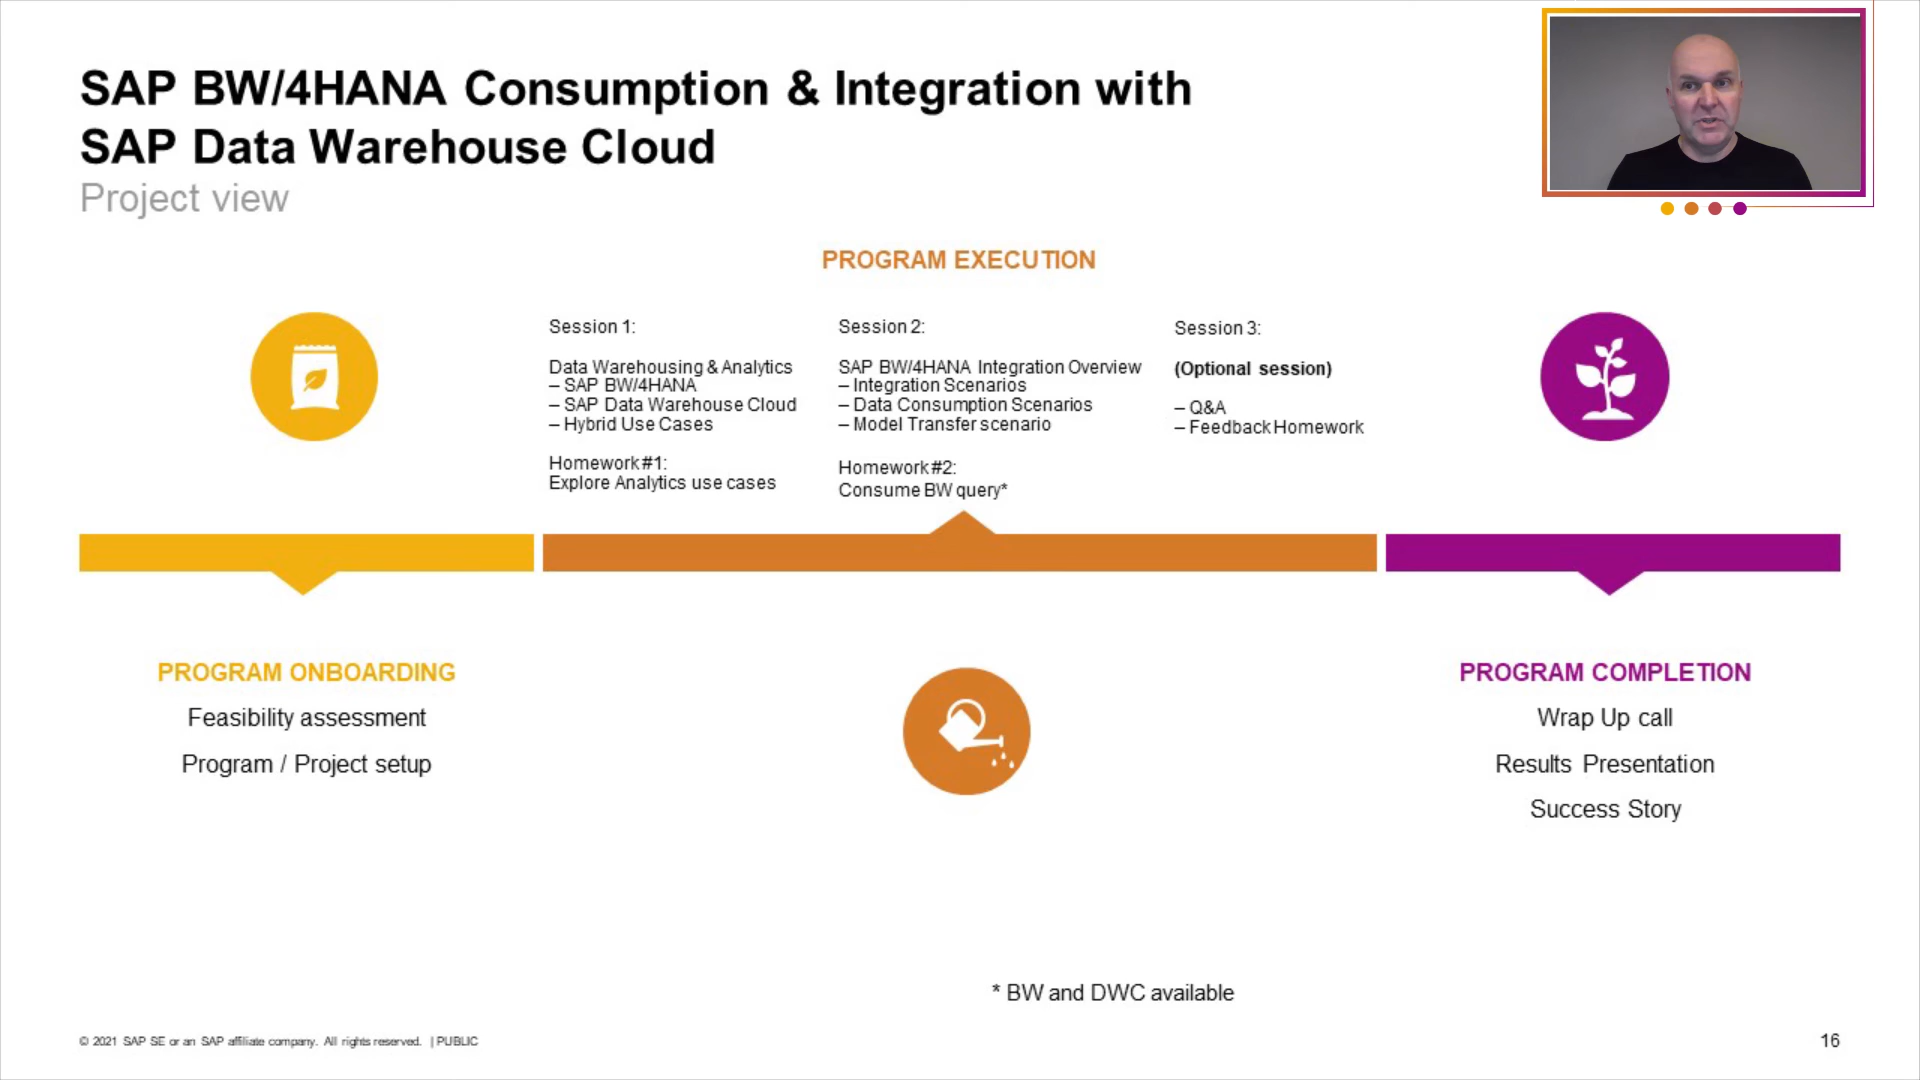 SAP BW/4HANA Consumption & Integration with
SAP Data Warehouse Cloud
Project view
PROGRAM EXECUTION
Session 1:
Data Warehousing & Analytics
– SAP BW/4HANA
– SAP Data Warehouse Cloud
– Hybrid Use Cases
Homework #1:
Explore Analytics use cases
Session 2:
SAP BW/4HANA Integration Overview
– Integration Scenarios
– Data Consumption Scenarios
– Model Transfer scenario
Homework #2:
Consume BW query*
Session 3:
(Optional session)
– Q&A
– Feedback Homework
PROGRAM ONBOARDING
Feasibility assessment
Program / Project setup
PROGRAM COMPLETION
Wrap Up call
Results Presentation
Success Story
* BW and DWC available
© 2021 SAP SE or an SAP affiliate company. All rights reserved. | PUBLIC
16